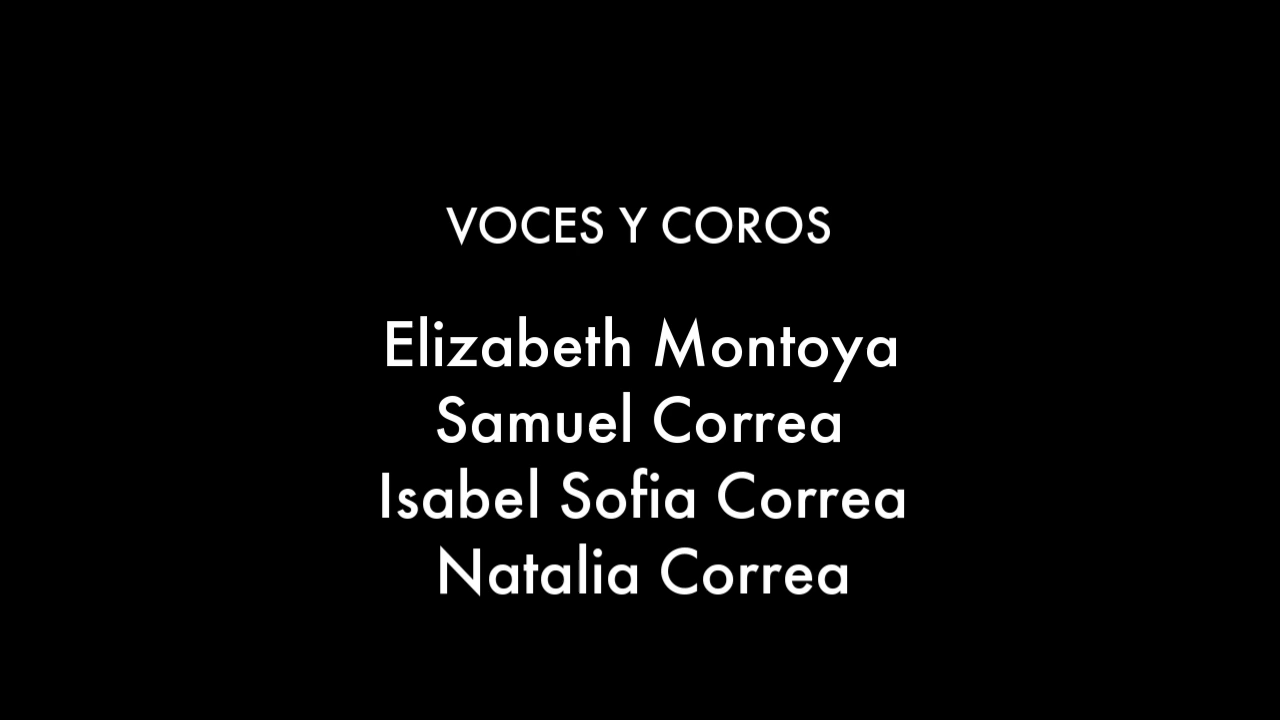 VOCES Y COROS
Elizabeth Montoya
Samuel Correa
Isabel Sofia Correa
Natalia Correa